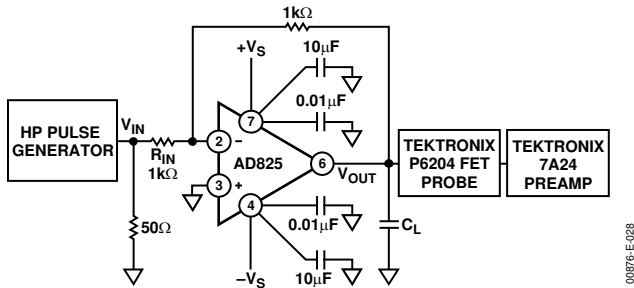 1kΩ
+VS
10μF
0.01μF
HP PULSE
GENERATOR
VIN
RIN
1kΩ
50Ω
2
–
7
AD825
3
+
4
6
VOUT
TEKTRONIX
P6204 FET
PROBE
TEKTRONIX
7A24
PREAMP
0.01μF
10μF
–VS
CL
00876-E-028